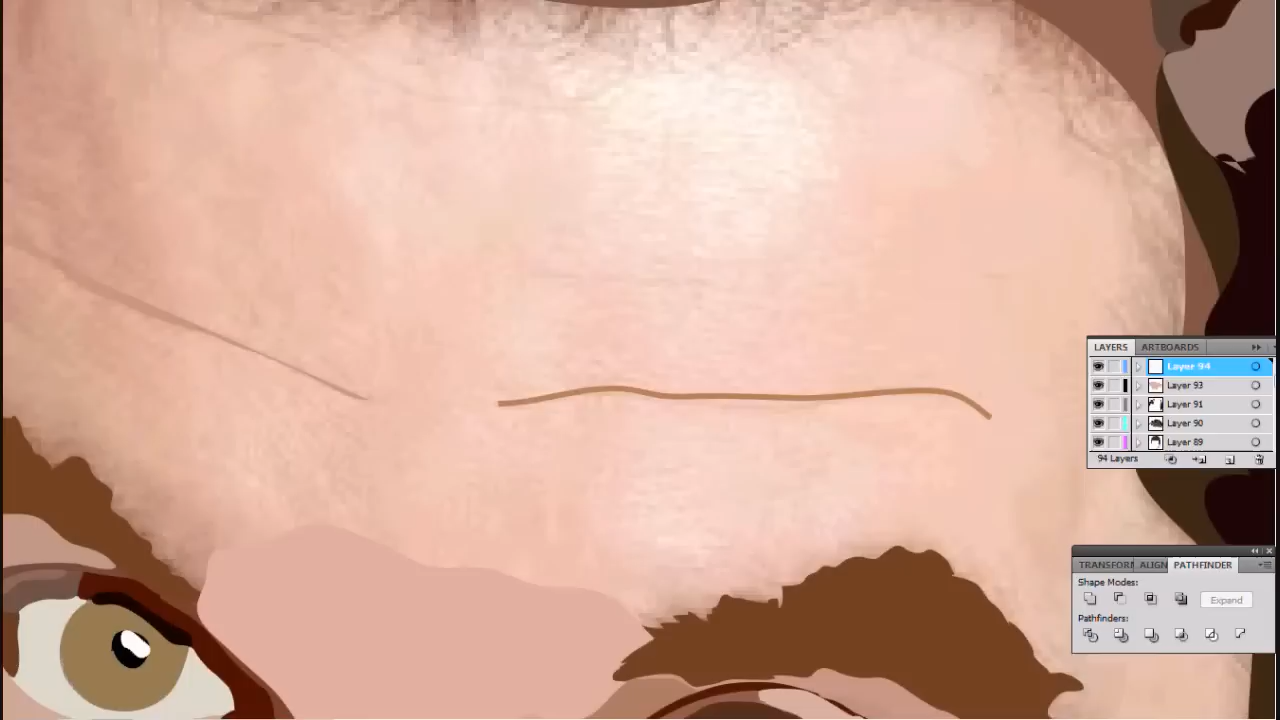 LAYERS ARTBOARDS
Layer 94
Layer 93
Layer 91
Layer 90
Layer 89
94 Layers
TRANSFORM ALIGN PATHFINDER
Shape Modes:
Expand
Pathfinders: